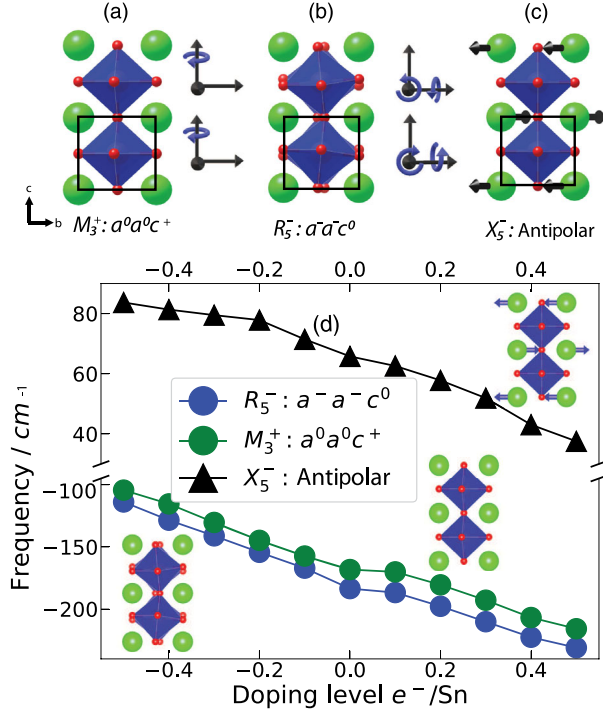 (a) (b) (c)
c
b
M₃⁺: a⁰a⁰c⁺ R₅⁻: a⁻a⁻c⁰ X₅⁻: Antipolar
−0.4 −0.2 0.0 0.2 0.4
(d)
80
60
40
−100
−150
−200
Frequency / cm⁻¹
R₅⁻: a⁻a⁻c⁰
M₃⁺: a⁰a⁰c⁺
X₅⁻: Antipolar
−0.4 −0.2 0.0 0.2 0.4
Doping level e⁻/Sn